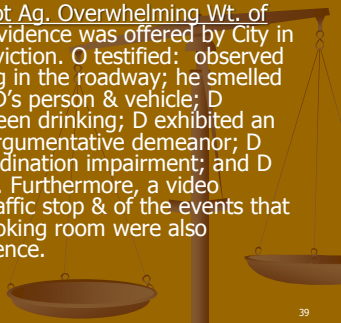 ot Ag. Overwhelming Wt. of
vidence was offered by City in
viction. O testified: observed
g in the roadway; he smelled
D's person & vehicle; D
een drinking; D exhibited an
rgumentative demeanor; D
dination impairment; and D
. Furthermore, a video
affic stop & of the events that
oking room were also
ence.
39